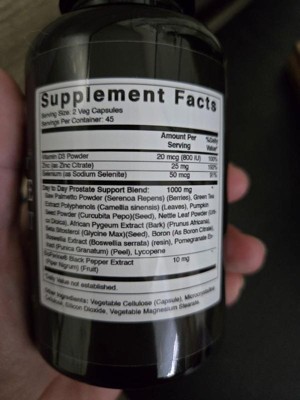 Supplement Facts
Serving Size: 2 Veg Capsules
Servings Per Container: 45
Amount Per Serving
%Daily Value*
Vitamin D3 Powder 20 mcg (800 IU) 100%
Zinc (as Zinc Citrate) 25 mg
Selenium (as Sodium Selenite) 50 mcg 91%
Day to Day Prostate Support Blend: 1000 mg
Saw Palmetto Powder (Serenoa Repens) (Berries), Green Tea
Extract Polyphenols (Camellia sinensis) (Leaves), Pumpkin
Seed Powder (Curcubita Pepo)(Seed), Nettle Leaf Powder
Dioica), African Pygeum Extract (Bark) (Prunus Africana),
Beta Sitosterol (Glycine Max)(Seed), Boron (As Boron Citrate),
Boswellia Extract (Boswellia serrata) (resin), Pomegranate
(Punica Granatum) (Peel), Lycopene
Black Pepper Extract 10 mg
(Piper Nigrum) (Fruit)
Daily Value not established.
Other Ingredients: Vegetable Cellulose (Capsule),
Cellulose, Silicon Dioxide, Vegetable Magnesium Stearate.